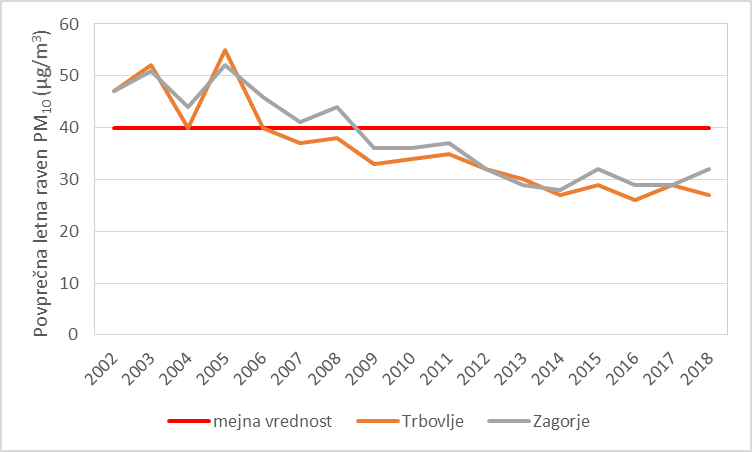 Povprečna letna raven PM₁₀ (µg/m³)
60
50
40
30
20
10
0
2002 2003 2004 2005 2006 2007 2008 2009 2010 2011 2012 2013 2014 2015 2016 2017 2018
mejna vrednost Trbovlje Zagorje